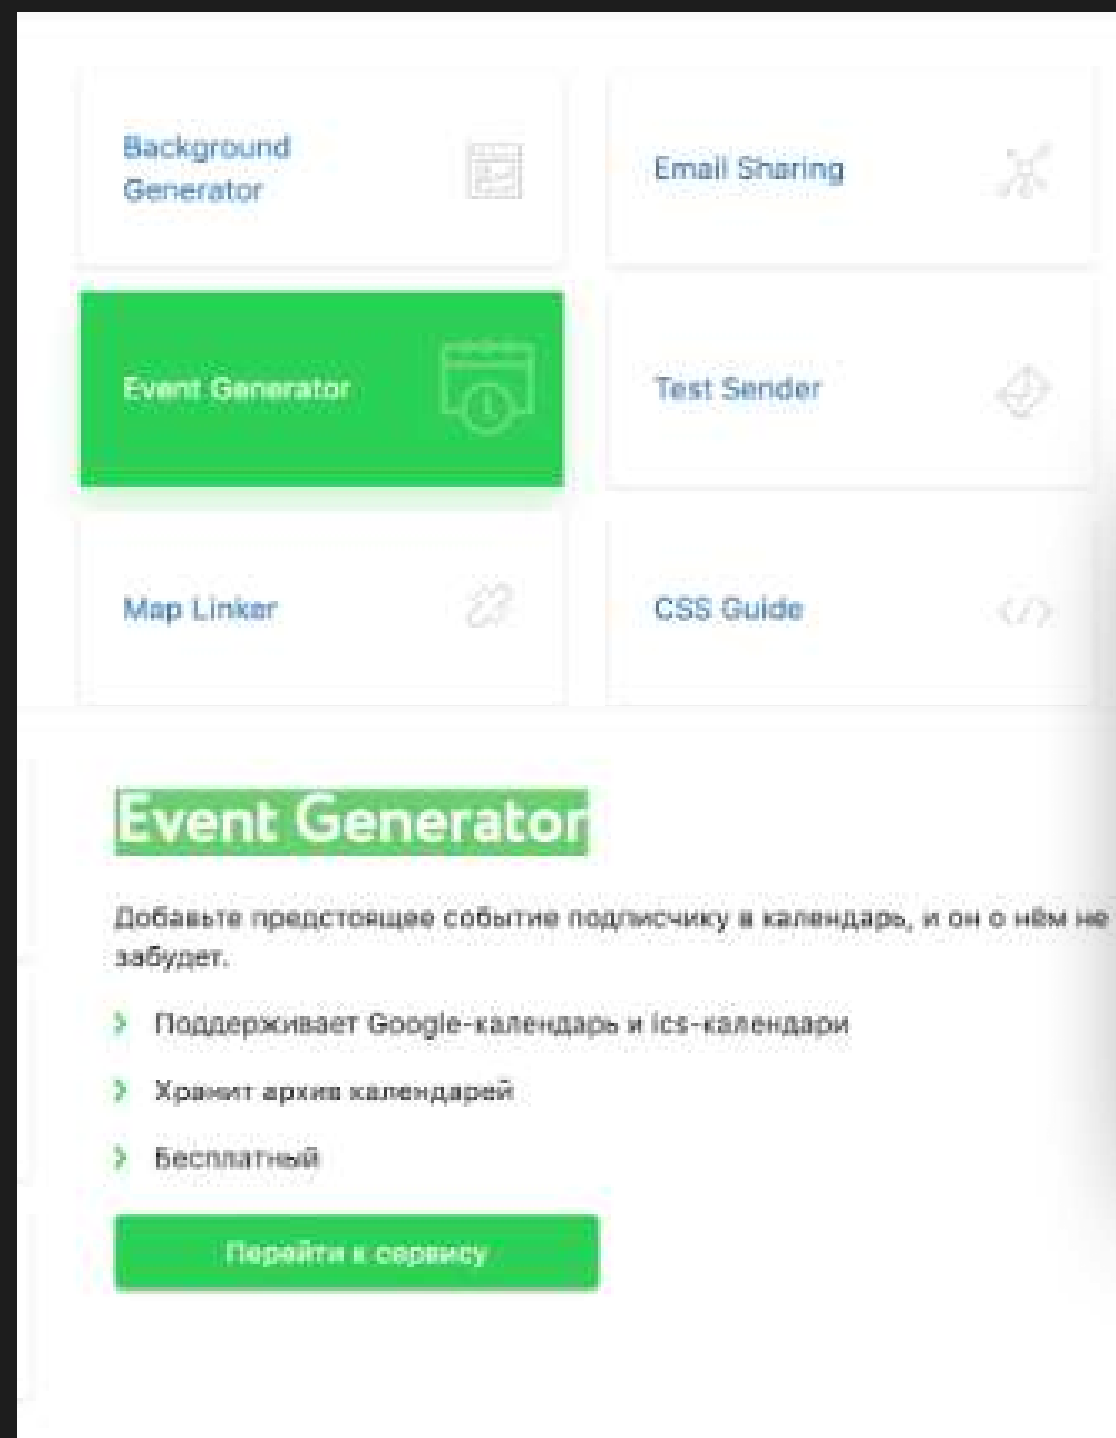 Background
Generator
Email Sharing
Event Generator
Test Sender
Map Linker
CSS Guide
Event Generator
Добавьте предстоящее событие подписчику в календарь, и он о нём не
забудет.
Поддерживает Google-календарь и ics-календари
Хранит архив календарей
Бесплатный
Перейти к сервису